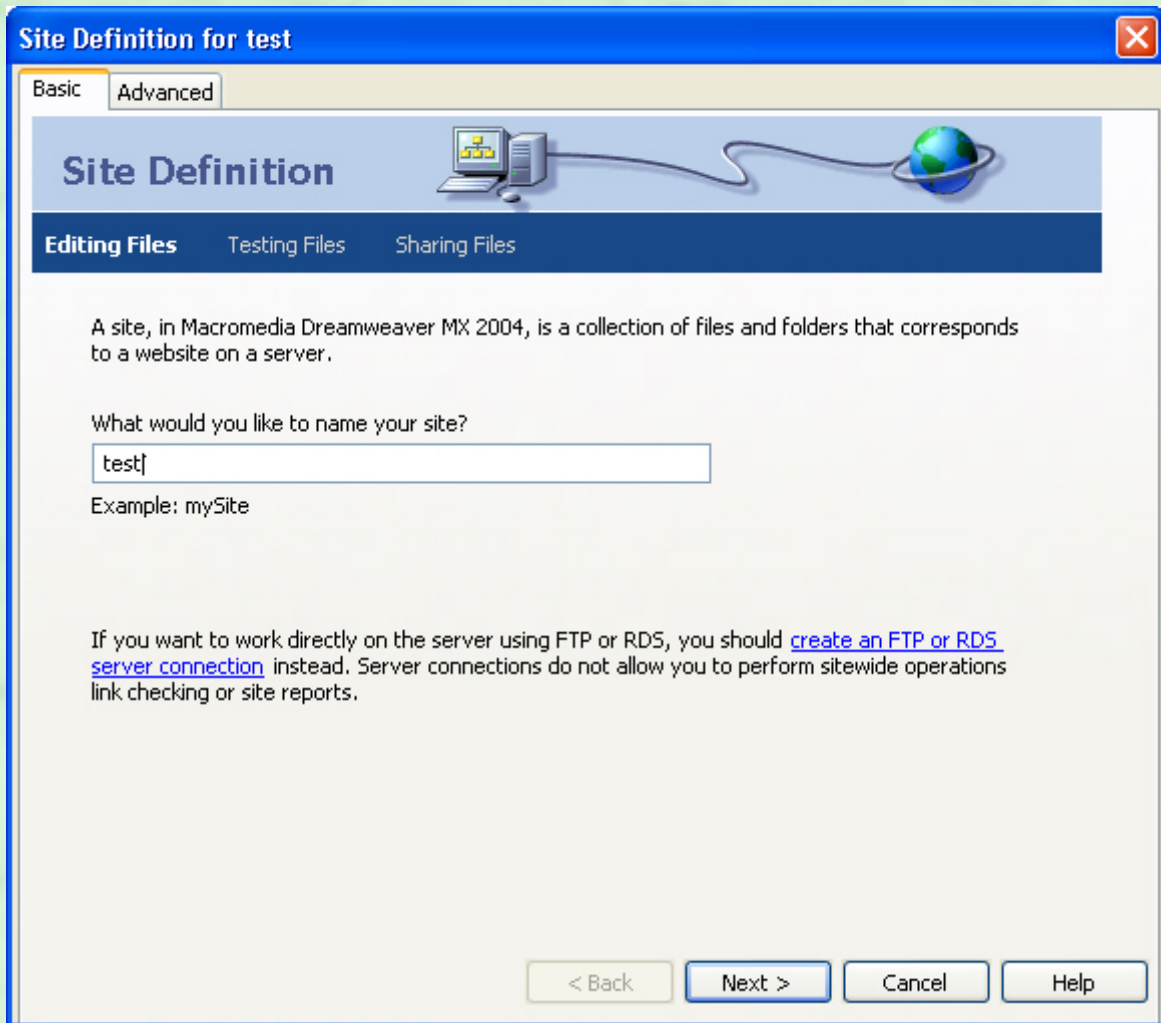 Site Definition for test
Basic Advanced
Site Definition
Editing Files Testing Files Sharing Files
A site, in Macromedia Dreamweaver MX 2004, is a collection of files and folders that corresponds
to a website on a server.
What would you like to name your site?
test
Example: mySite
If you want to work directly on the server using FTP or RDS, you should create an FTP or RDS
server connection instead. Server connections do not allow you to perform sitewide operations
link checking or site reports.
< Back Next > Cancel Help